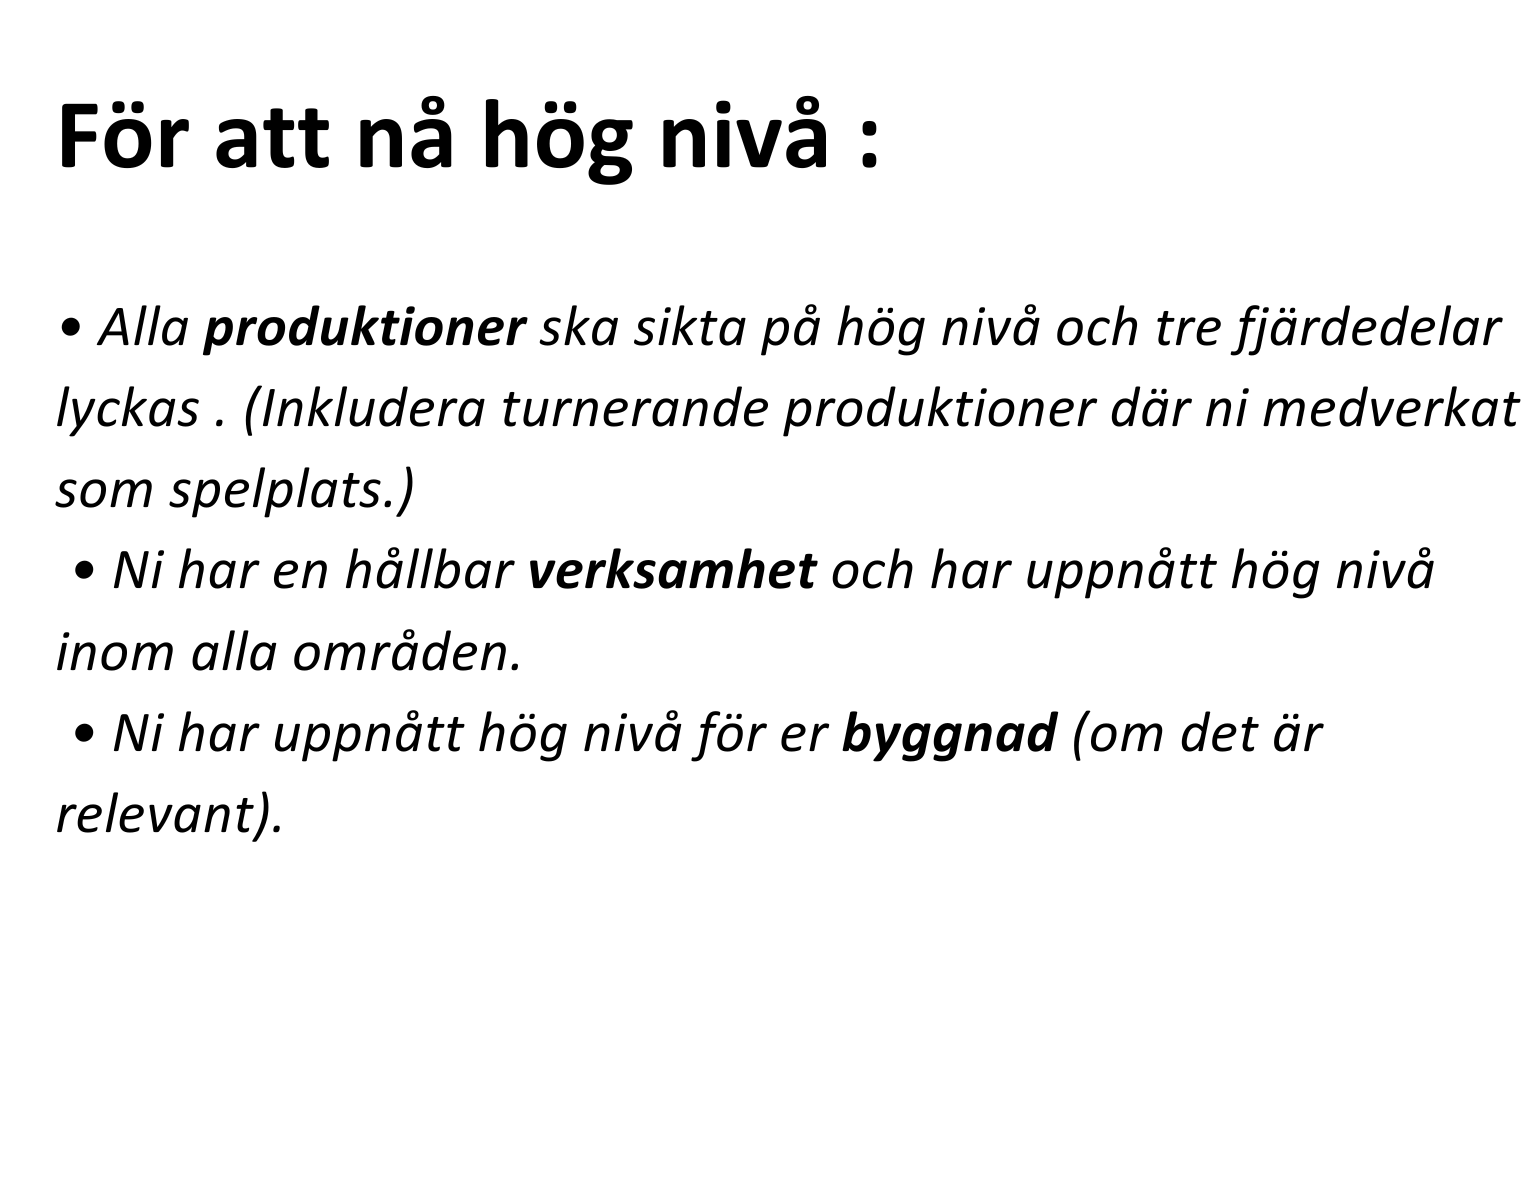 För att nå hög nivå :
• Alla produktioner ska sikta på hög nivå och tre fjärdedelar
lyckas . (Inkludera turnerande produktioner där ni medverkat
som spelplats.)
• Ni har en hållbar verksamhet och har uppnått hög nivå
inom alla områden.
• Ni har uppnått hög nivå för er byggnad (om det är
relevant).